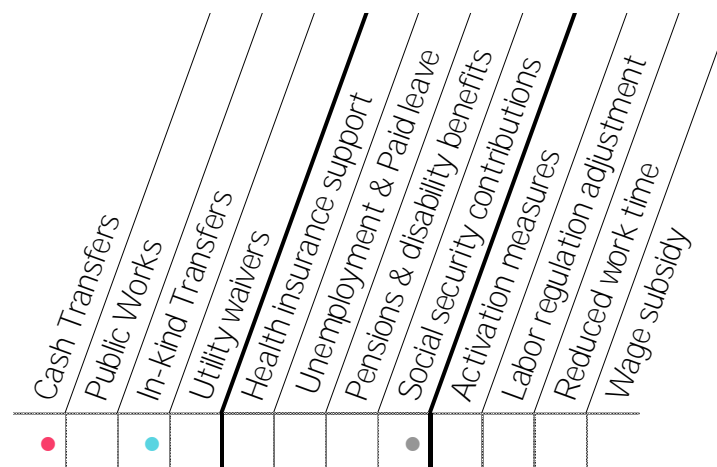 Cash Transfers
Public Works
In-Kind Transfers
Utility waivers
Health insurance support
Unemployment & Paid leave
Pensions & disability benefits
Social security contributions
Activation measures
Labor regulation adjustment
Reduced work time
Wage subsidy